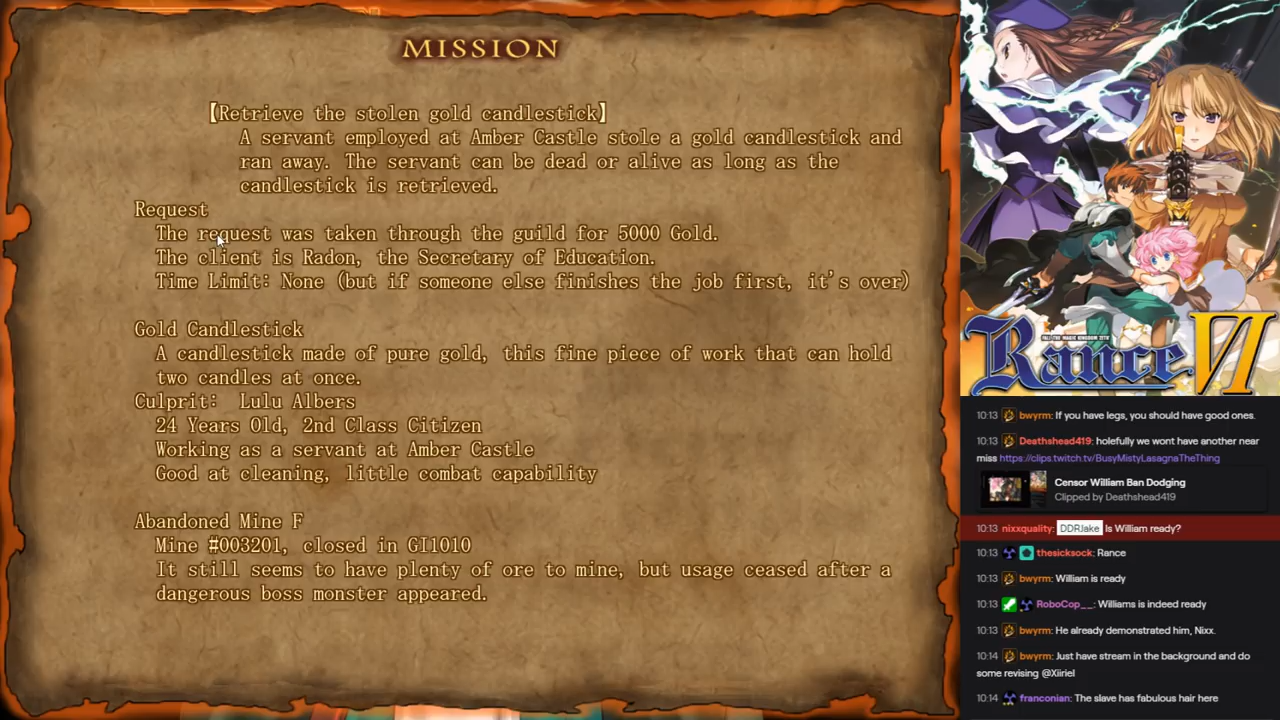 MISSION
【Retrieve the stolen gold candlestick】
A servant employed at Amber Castle stole a gold candlestick and
ran away. The servant can be dead or alive as long as the
candlestick is retrieved.
Request
The request was taken through the guild for 5000 Gold.
The client is Radon, the Secretary of Education.
Time Limit: None (but if someone else finishes the job first, it's over)
Gold Candlestick
A candlestick made of pure gold, this fine piece of work that can hold
two candles at once.
Culprit: Lulu Albers
24 Years Old, 2nd Class Citizen
Working as a servant at Amber Castle
Good at cleaning, little combat capability
Abandoned Mine F
Mine #003201, closed in GI1010
It still seems to have plenty of ore to mine, but usage ceased after a
dangerous boss monster appeared.
Rance VI
10:13 bwyrm: If you have legs, you should have good ones.
10:13 Deathshead419: holefully we wont have another near
miss https://clips.twitch.tv/BusyMistyLasagnaTheThing
Censor William Ban Dodging
Clipped by Deathshead419
10:13 nixxquality: DDRJake Is William ready?
10:13 thesicksock: Rance
10:13 bwyrm: William is ready
10:13 RoboCop__: Williams is indeed ready
10:13 bwyrm: He already demonstrated him, Nixx.
10:14 bwyrm: Just have stream in the background and do
some revising @Xiiriel
10:14 franconian: The slave has fabulous hair here